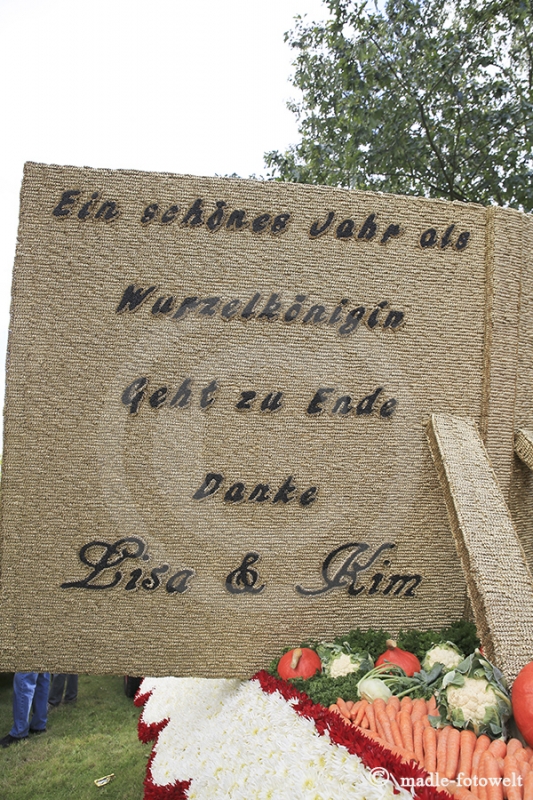 Ein schönes Jahr als
Wurzelkönigin
Geht zu Ende
Danke
Lisa & Kim
© madle-fotowelt